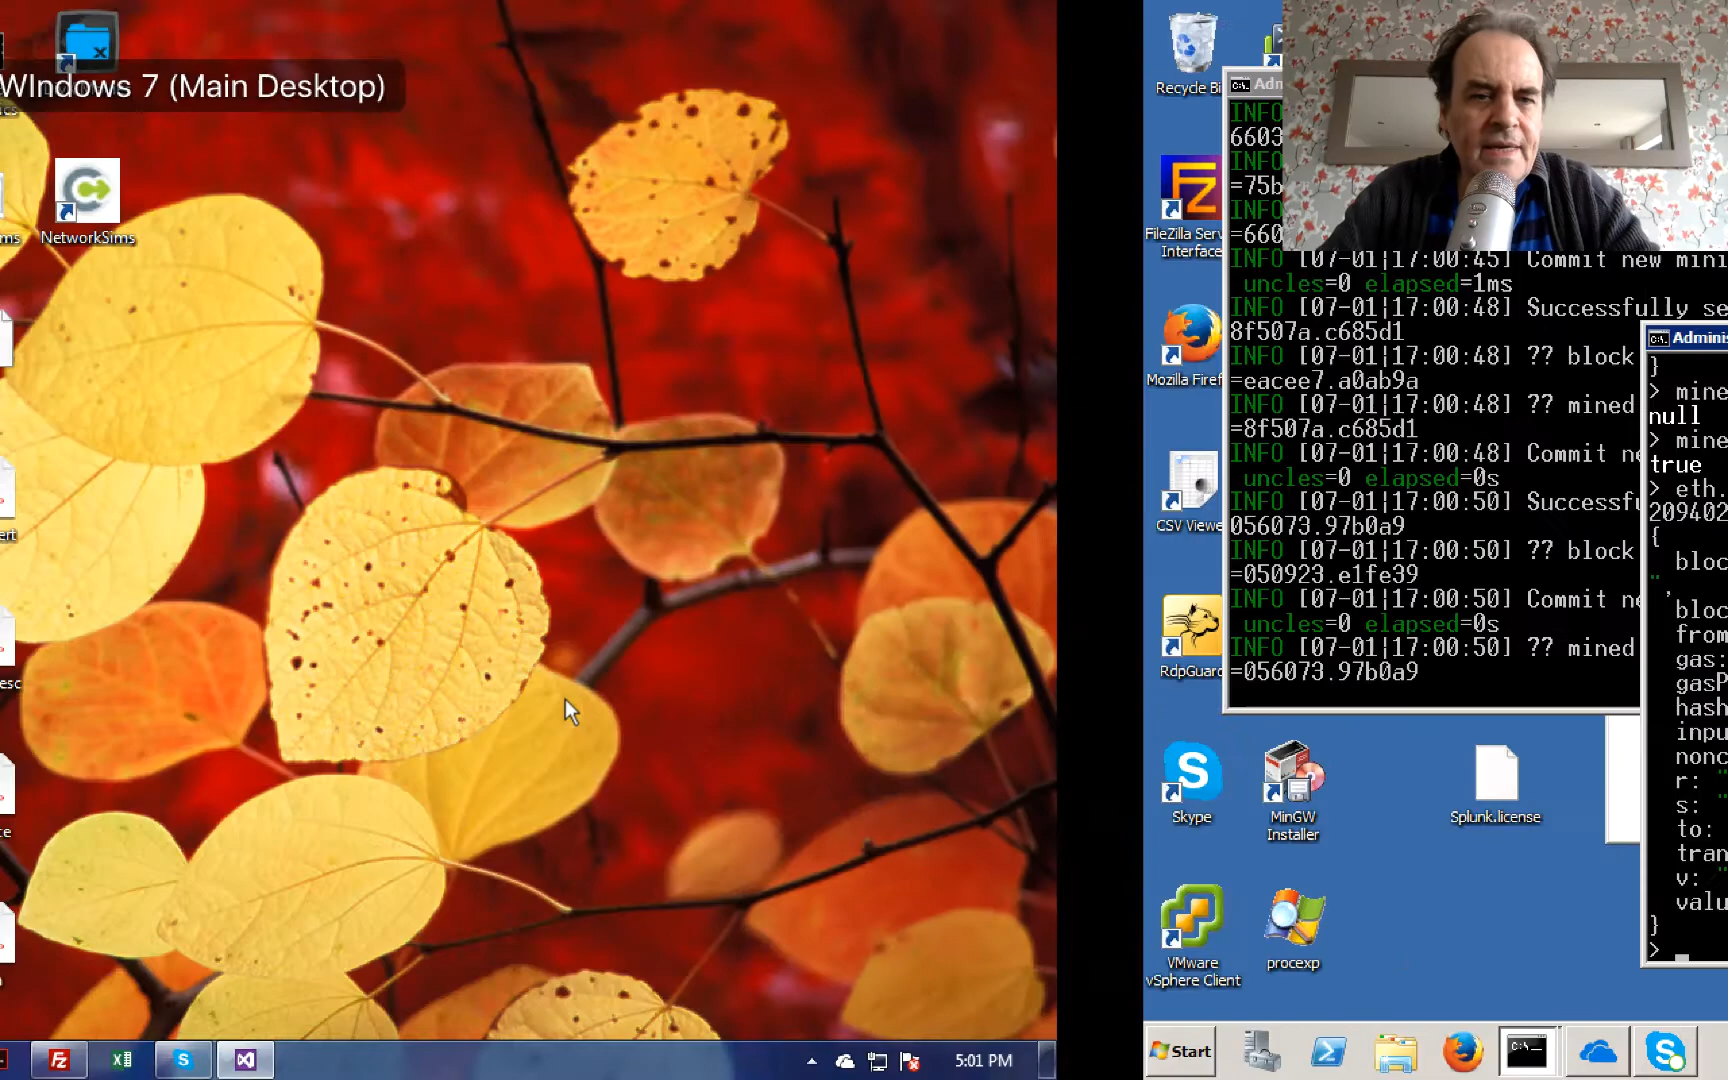 WIndows 7 (Main Desktop)
NetworkSims
5:01 PM
Recycle Bi
FileZilla Serv
Interface
Mozilla Firef
CSV Viewe
RdpGuard
Skype
MinGW
Installer
Splunk.license
VMware
vSphere Client
procexp
Start
INFO
6603
INFO
=75b
INFO
=660
INFO [07-01|17:00:45] Commit new mini
uncles=0 elapsed=1ms
INFO [07-01|17:00:48] Successfully se
8f507a.c685d1
INFO [07-01|17:00:48] ?? block
=eacee7.a0ab9a
INFO [07-01|17:00:48] ?? mined
=8f507a.c685d1
INFO [07-01|17:00:48] Commit ne
uncles=0 elapsed=0s
INFO [07-01|17:00:50] Successfu
056073.97b0a9
INFO [07-01|17:00:50] ?? block
=050923.e1fe39
INFO [07-01|17:00:50] Commit ne
uncles=0 elapsed=0s
INFO [07-01|17:00:50] ?? mined
=056073.97b0a9
Adminis
}
> mine
null
> mine
true
> eth.
209402
{
bloc
" ,
bloc
from
gas:
gasP
hash
inpu
nonc
r: "
s: "
to:
tran
v: "
valu
}
>